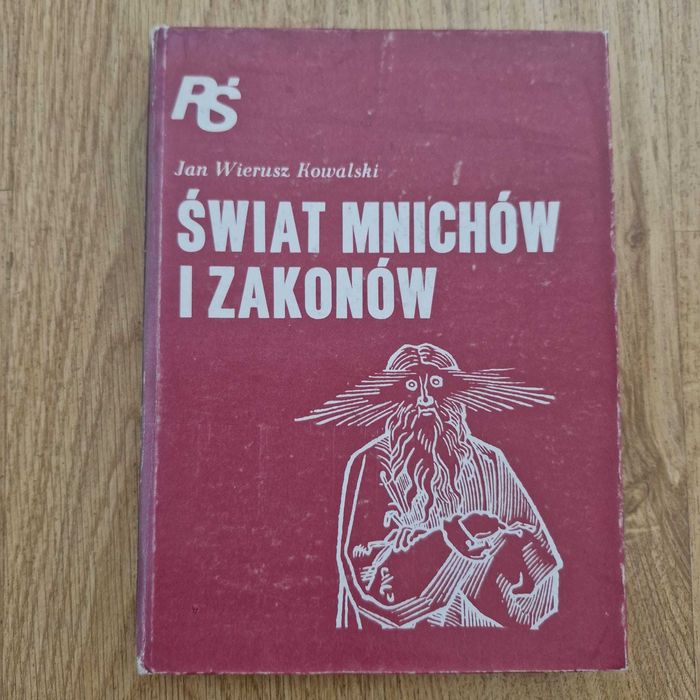 RŚ
Jan Wierusz Kowalski
ŚWIAT MNICHÓW
I ZAKONÓW